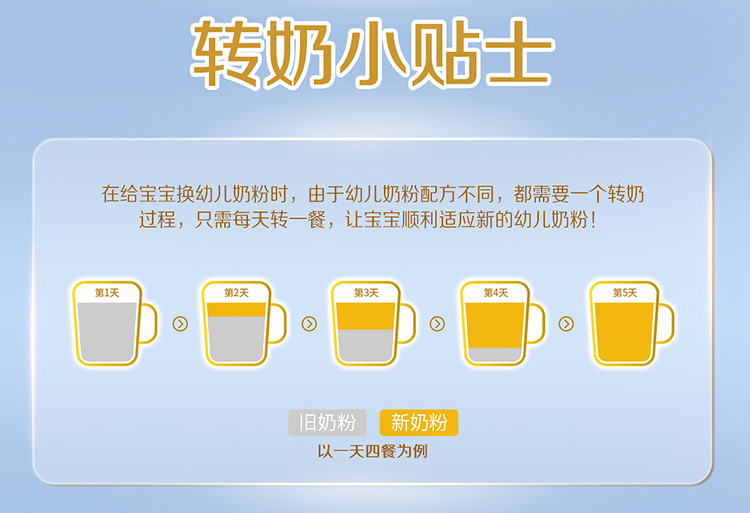 转奶小贴士
在给宝宝换幼儿奶粉时，由于幼儿奶粉配方不同，都需要一个转奶
过程，只需每天转一餐，让宝宝顺利适应新的幼儿奶粉！
第1天
第2天
第3天
第4天
第5天
旧奶粉 新奶粉
以一天四餐为例